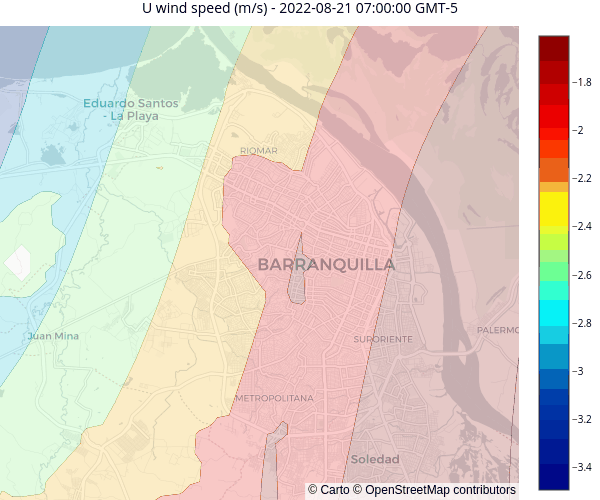 U wind speed (m/s) - 2022-08-21 07:00:00 GMT-5
−1.8
Eduardo Santos
- La Playa
−2
RIOMAR
−2.2
−2.4
BARRANQUILLA
−2.6
−2.8
Juan Mina
SURORIENTE
PALERMO
−3
METROPOLITANA
−3.2
Soledad
−3.4
© Carto © OpenStreetMap contributors